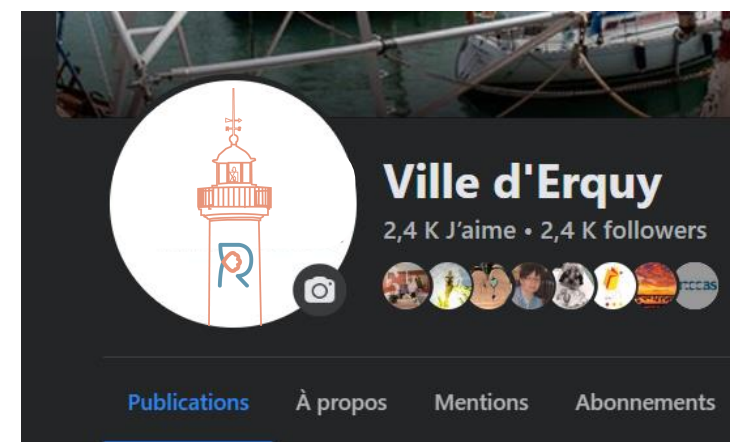 R
Ville d'Erquy
2,4 K J'aime • 2,4 K followers
Publications À propos Mentions Abonnements